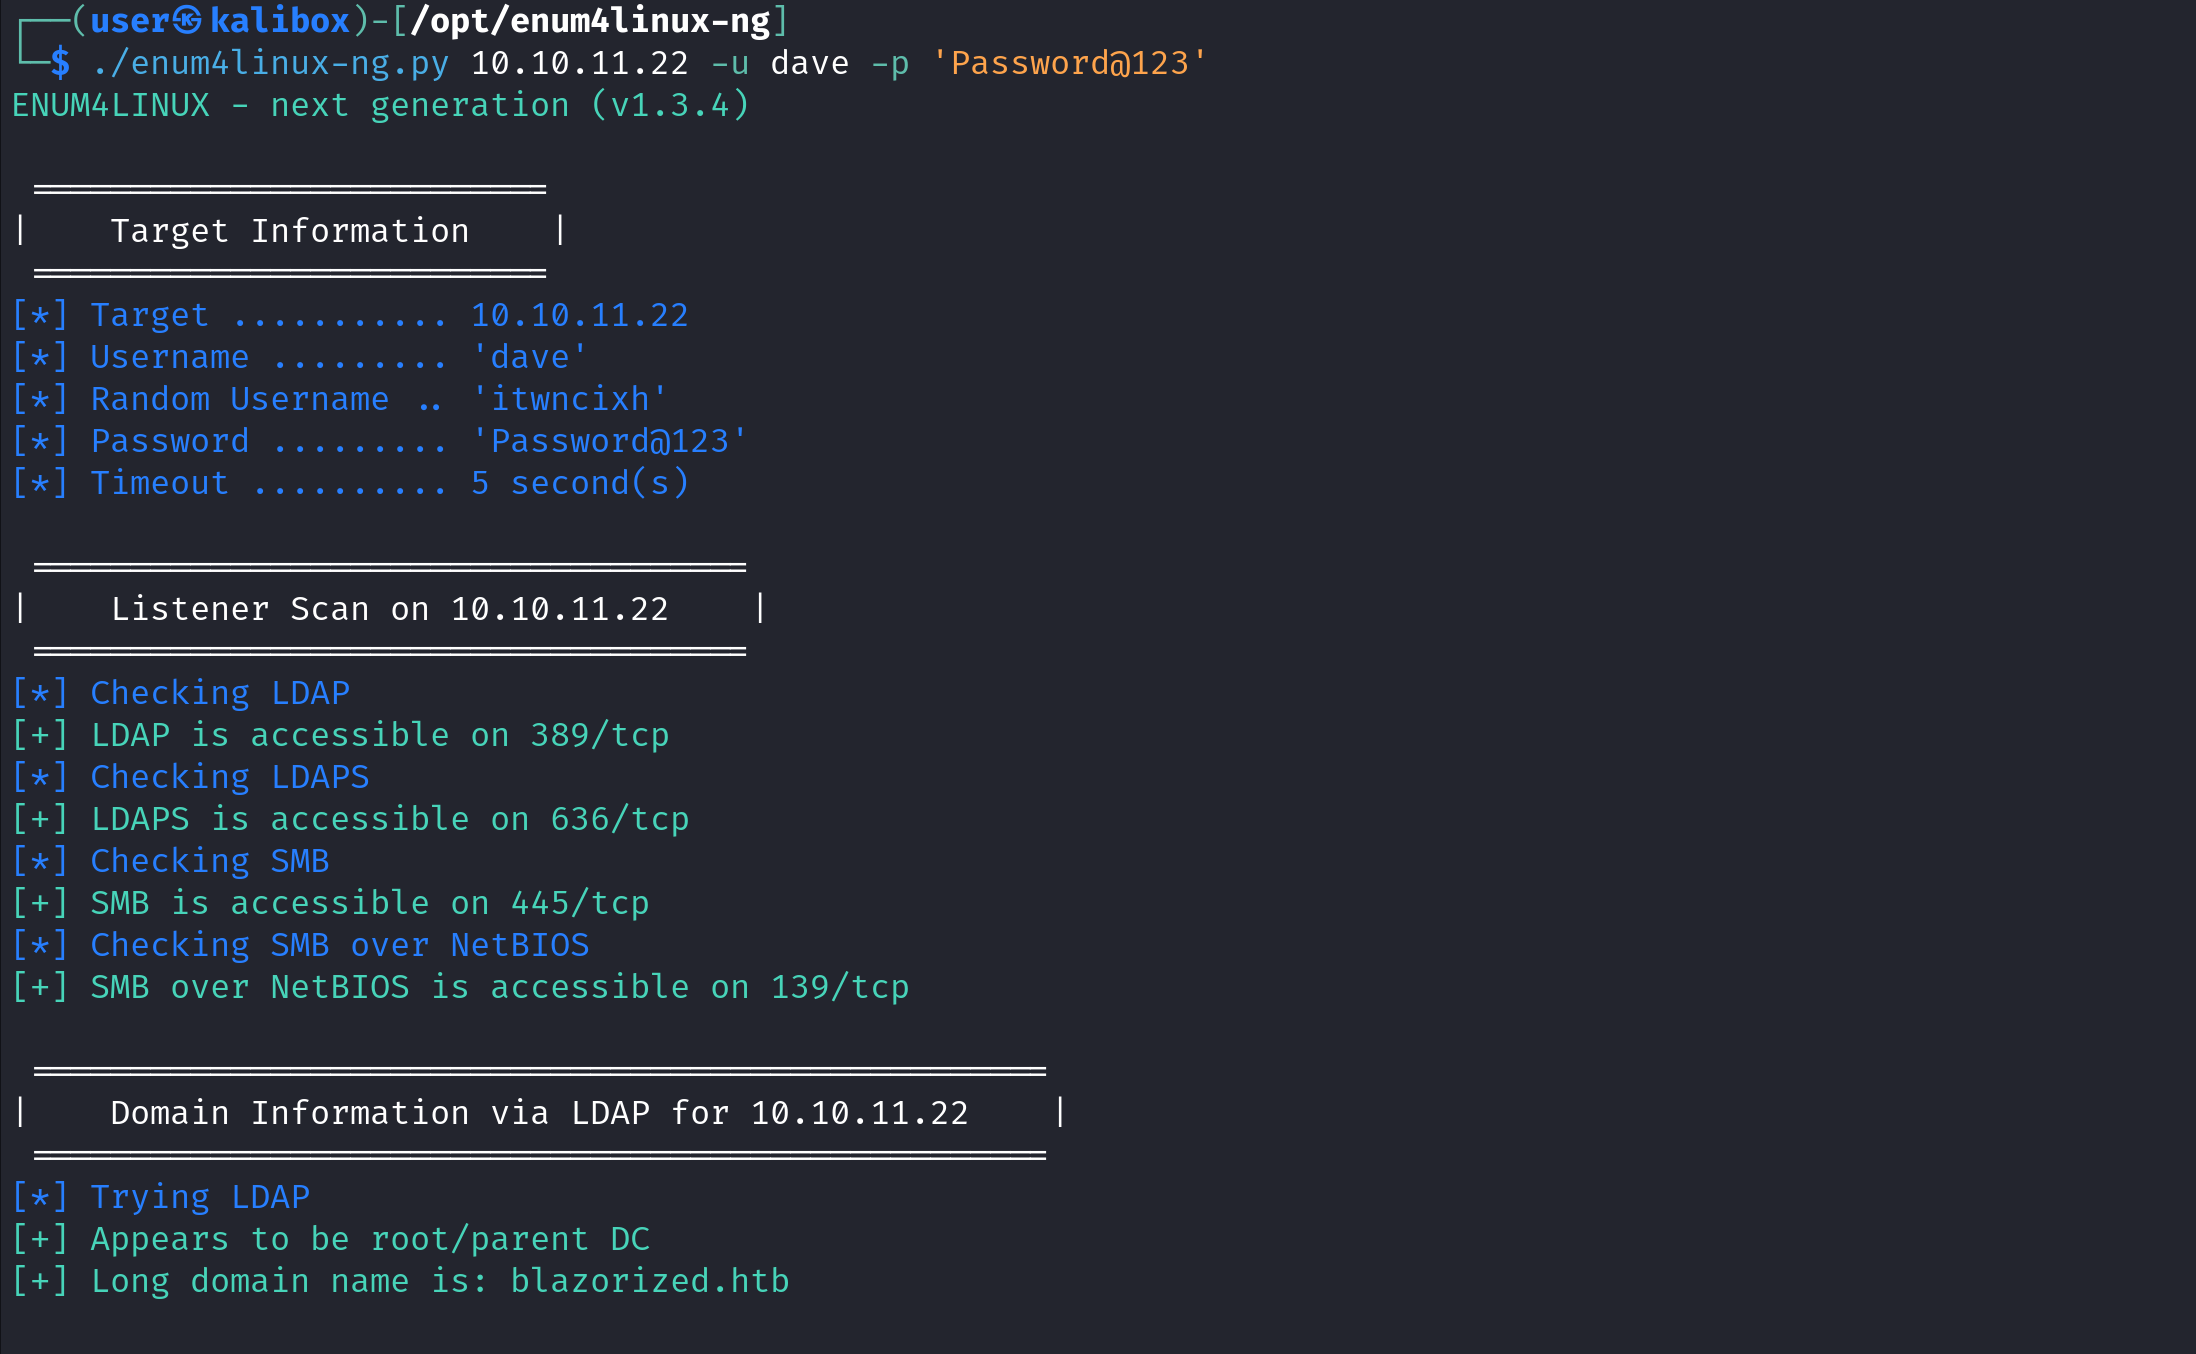 ┌──(user㉿kalibox)-[/opt/enum4linux-ng]
└─$ ./enum4linux-ng.py 10.10.11.22 -u dave -p 'Password@123'
ENUM4LINUX - next generation (v1.3.4)
 ==========================
|    Target Information    |
 ==========================
[*] Target ........... 10.10.11.22
[*] Username ......... 'dave'
[*] Random Username .. 'itwncixh'
[*] Password ......... 'Password@123'
[*] Timeout .......... 5 second(s)
 ====================================
|    Listener Scan on 10.10.11.22    |
 ====================================
[*] Checking LDAP
[+] LDAP is accessible on 389/tcp
[*] Checking LDAPS
[+] LDAPS is accessible on 636/tcp
[*] Checking SMB
[+] SMB is accessible on 445/tcp
[*] Checking SMB over NetBIOS
[+] SMB over NetBIOS is accessible on 139/tcp
 ===================================================
|    Domain Information via LDAP for 10.10.11.22    |
 ===================================================
[*] Trying LDAP
[+] Appears to be root/parent DC
[+] Long domain name is: blazorized.htb